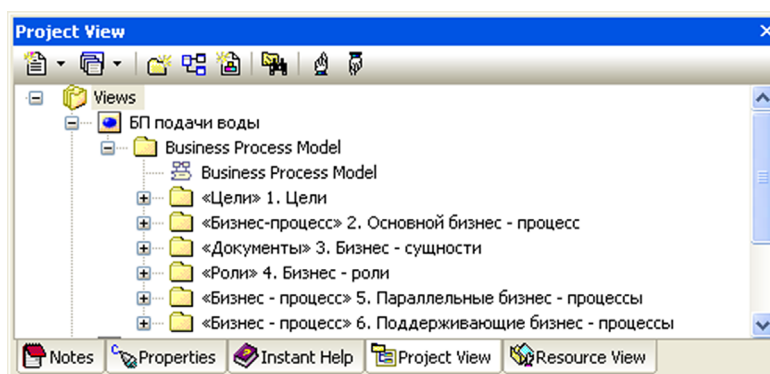 Project View
Views
БП подачи воды
Business Process Model
Business Process Model
«Цели» 1. Цели
«Бизнес-процесс» 2. Основной бизнес - процесс
«Документы» 3. Бизнес - сущности
«Роли» 4. Бизнес - роли
«Бизнес - процесс» 5. Параллельные бизнес - процессы
«Бизнес - процесс» 6. Поддерживающие бизнес - процессы
Notes Properties Instant Help Project View Resource View